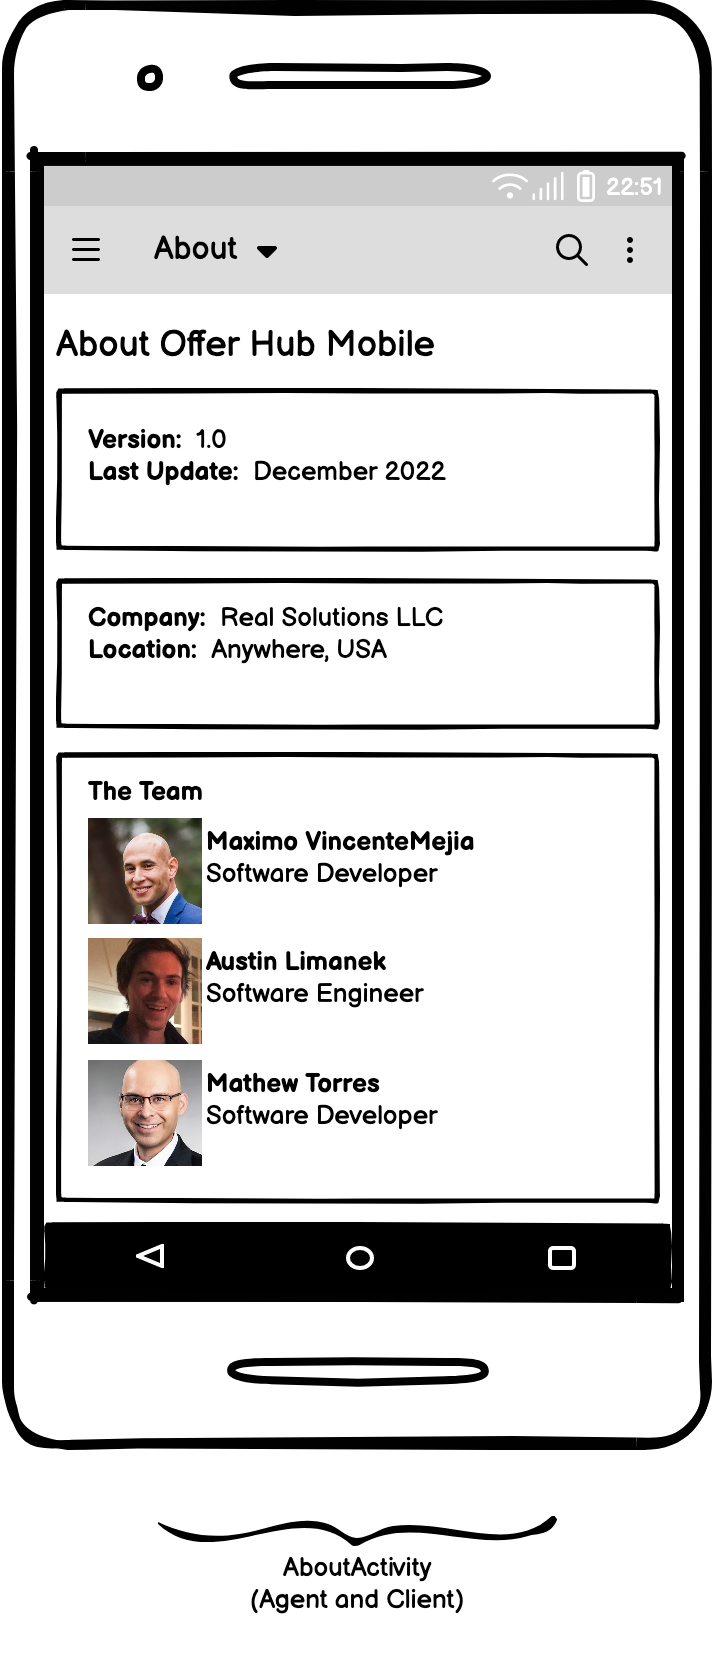 22:51
About
About Offer Hub Mobile
Version: 1.0
Last Update: December 2022
Company: Real Solutions LLC
Location: Anywhere, USA
The Team
Maximo VincenteMejia
Software Developer
Austin Limanek
Software Engineer
Mathew Torres
Software Developer
AboutActivity
(Agent and Client)